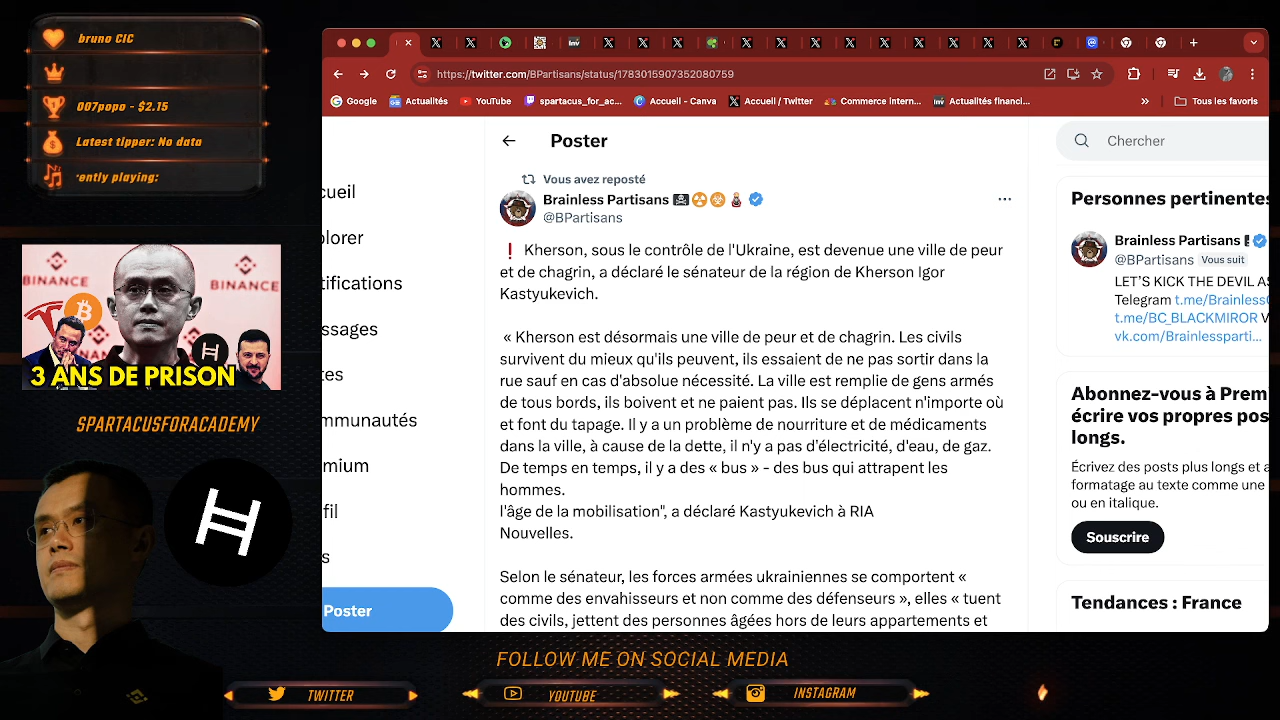 bruno CIC
007popo - $2.15
Latest tipper: No data
ently playing:
BINANCE
BINANCE
3 ANS DE PRISON
SPARTACUSFORACADEMY
https://twitter.com/BPartisans/status/1783015907352080759
Google
Actualités
YouTube
spartacus_for_ac...
Accueil - Canva
Accueil / Twitter
Commerce intern...
inv
Actualités financi...
»
Tous les favoris
cueil
plorer
tifications
ssages
tes
mmunautés
mium
fil
s
Poster
Poster
Vous avez reposté
Brainless Partisans
@BPartisans
❗ Kherson, sous le contrôle de l'Ukraine, est devenue une ville de peur
et de chagrin, a déclaré le sénateur de la région de Kherson Igor
Kastyukevich.
« Kherson est désormais une ville de peur et de chagrin. Les civils
survivent du mieux qu'ils peuvent, ils essaient de ne pas sortir dans la
rue sauf en cas d'absolue nécessité. La ville est remplie de gens armés
de tous bords, ils boivent et ne paient pas. Ils se déplacent n'importe où
et font du tapage. Il y a un problème de nourriture et de médicaments
dans la ville, à cause de la dette, il n'y a pas d'électricité, d'eau, de gaz.
De temps en temps, il y a des « bus » - des bus qui attrapent les
hommes.
l'âge de la mobilisation", a déclaré Kastyukevich à RIA
Nouvelles.
Selon le sénateur, les forces armées ukrainiennes se comportent «
comme des envahisseurs et non comme des défenseurs », elles « tuent
des civils, jettent des personnes âgées hors de leurs appartements et
Chercher
Personnes pertinentes
Brainless Partisans
@BPartisans Vous suit
LET'S KICK THE DEVIL AS
Telegram t.me/BrainlessC
t.me/BC_BLACKMIROR V
vk.com/Brainlessparti...
Abonnez-vous à Prem
écrire vos propres pos
longs.
Écrivez des posts plus longs et a
formatage au texte comme une
ou en italique.
Souscrire
Tendances : France
FOLLOW ME ON SOCIAL MEDIA
TWITTER
YOUTUBE
INSTAGRAM